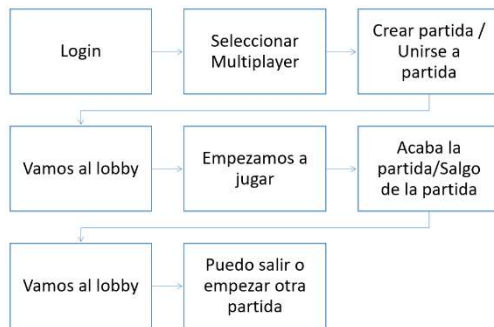 Login
Seleccionar
Multiplayer
Crear partida /
Unirse a
partida
Vamos al lobby
Empezamos a
jugar
Acaba la
partida/Salgo
de la partida
Vamos al lobby
Puedo salir o
empezar otra
partida